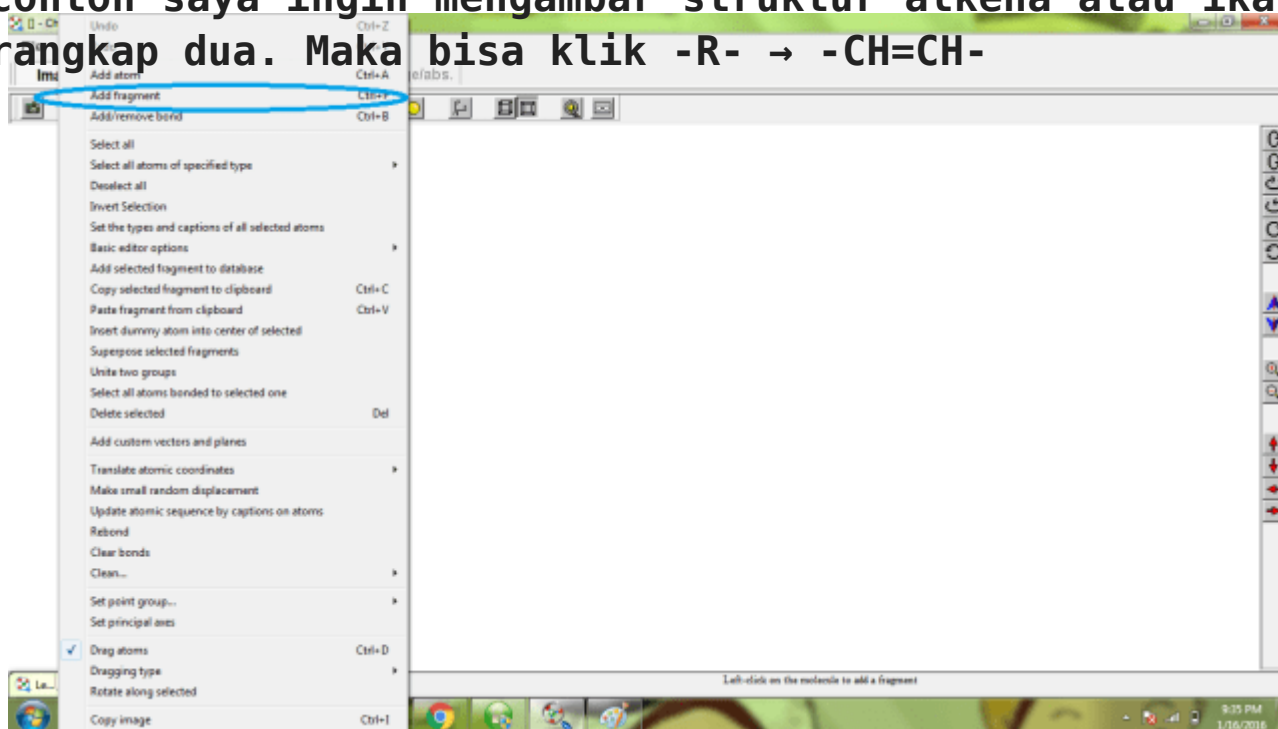 contoh saya ingin mengambar struktur alkena atau ika
rangkap dua. Maka bisa klik -R- → -CH=CH-
Undo Ctrl+Z
Add atom Ctrl+A
Add fragment Ctrl+F
Add/remove bond Ctrl+B
Select all
Select all atoms of specified type
Deselect all
Invert Selection
Set the types and captions of all selected atoms
Basic editor options
Add selected fragment to database
Copy selected fragment to clipboard Ctrl+C
Paste fragment from clipboard Ctrl+V
Insert dummy atom into center of selected
Superpose selected fragments
Unite two groups
Select all atoms bonded to selected one
Delete selected Del
Add custom vectors and planes
Translate atomic coordinates
Make small random displacement
Update atomic sequence by captions on atoms
Rebond
Clear bonds
Clean...
Set point group...
Set principal axes
Drag atoms Ctrl+D
Dragging type
Rotate along selected
Copy image Ctrl+I
Left-click on the molecule to add a fragment
Le...
9:35 PM
1/16/2016